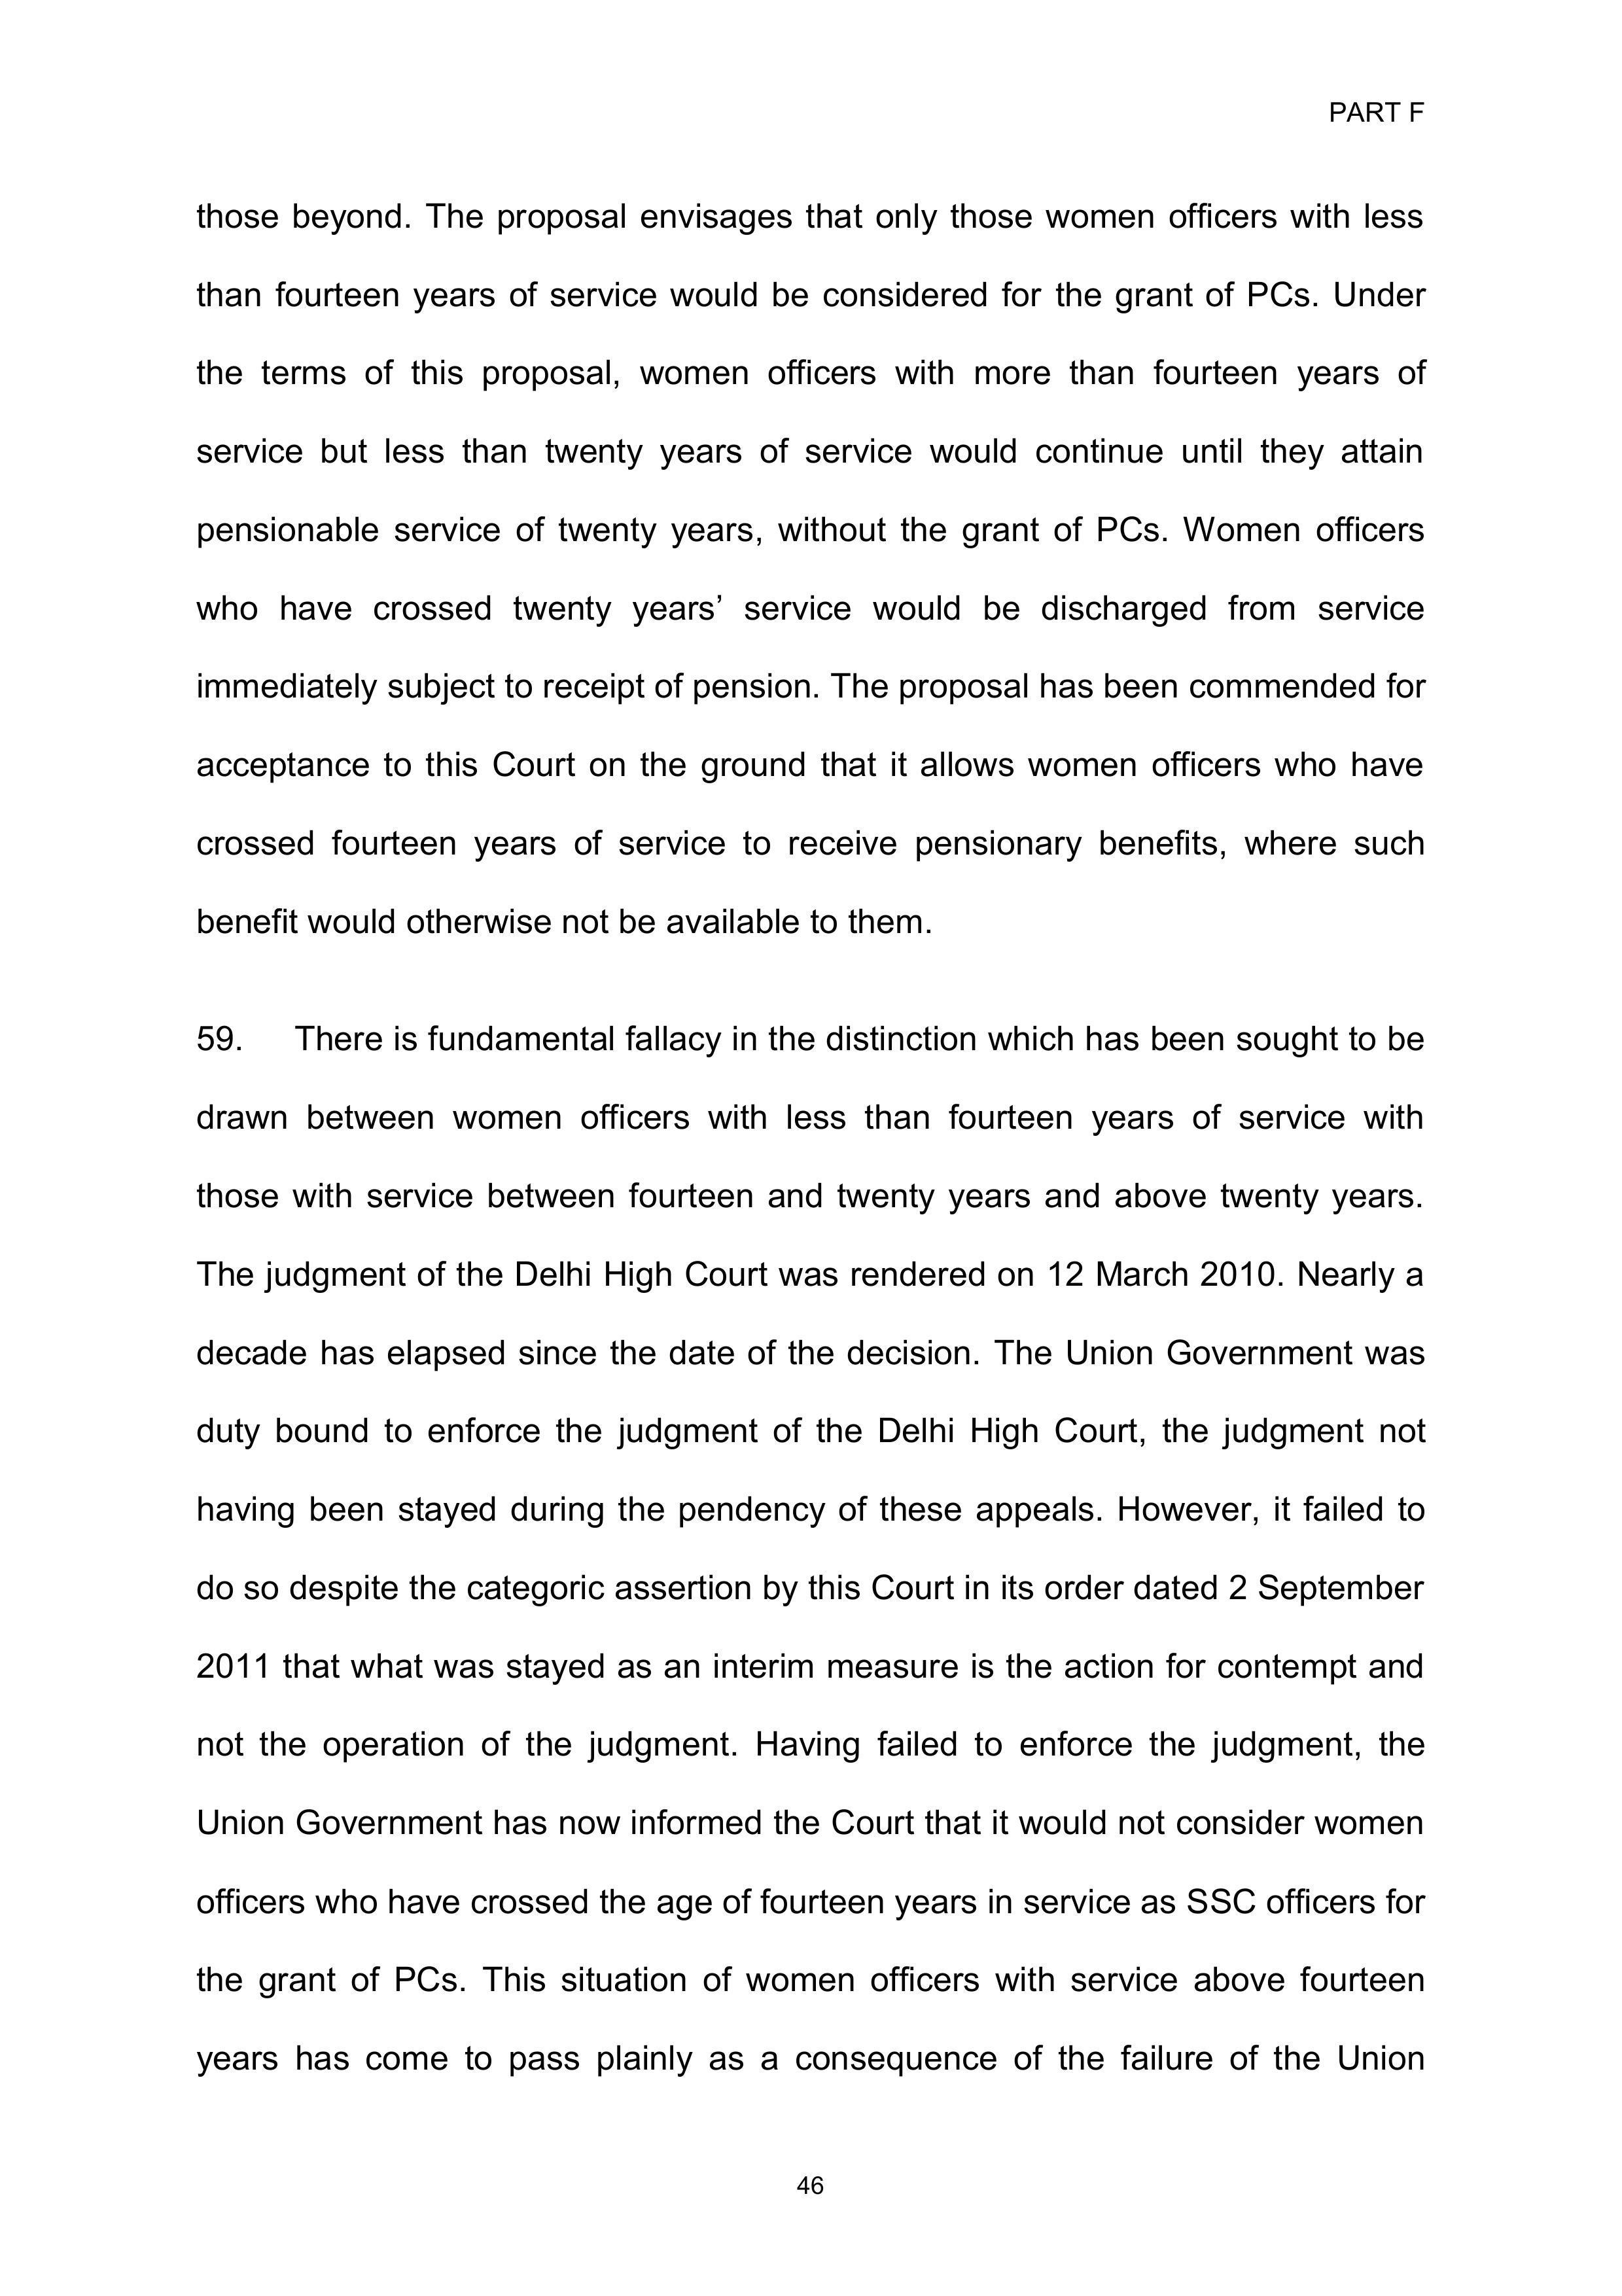 PART F
those beyond. The proposal envisages that only those women officers with less
than fourteen years of service would be considered for the grant of PCs. Under
the terms of this proposal, women officers with more than fourteen years of
service but less than twenty years of service would continue until they attain
pensionable service of twenty years, without the grant of PCs. Women officers
who have crossed twenty years’ service would be discharged from service
immediately subject to receipt of pension. The proposal has been commended for
acceptance to this Court on the ground that it allows women officers who have
crossed fourteen years of service to receive pensionary benefits, where such
benefit would otherwise not be available to them.
59. There is fundamental fallacy in the distinction which has been sought to be
drawn between women officers with less than fourteen years of service with
those with service between fourteen and twenty years and above twenty years.
The judgment of the Delhi High Court was rendered on 12 March 2010. Nearly a
decade has elapsed since the date of the decision. The Union Government was
duty bound to enforce the judgment of the Delhi High Court, the judgment not
having been stayed during the pendency of these appeals. However, it failed to
do so despite the categoric assertion by this Court in its order dated 2 September
2011 that what was stayed as an interim measure is the action for contempt and
not the operation of the judgment. Having failed to enforce the judgment, the
Union Government has now informed the Court that it would not consider women
officers who have crossed the age of fourteen years in service as SSC officers for
the grant of PCs. This situation of women officers with service above fourteen
years has come to pass plainly as a consequence of the failure of the Union
46